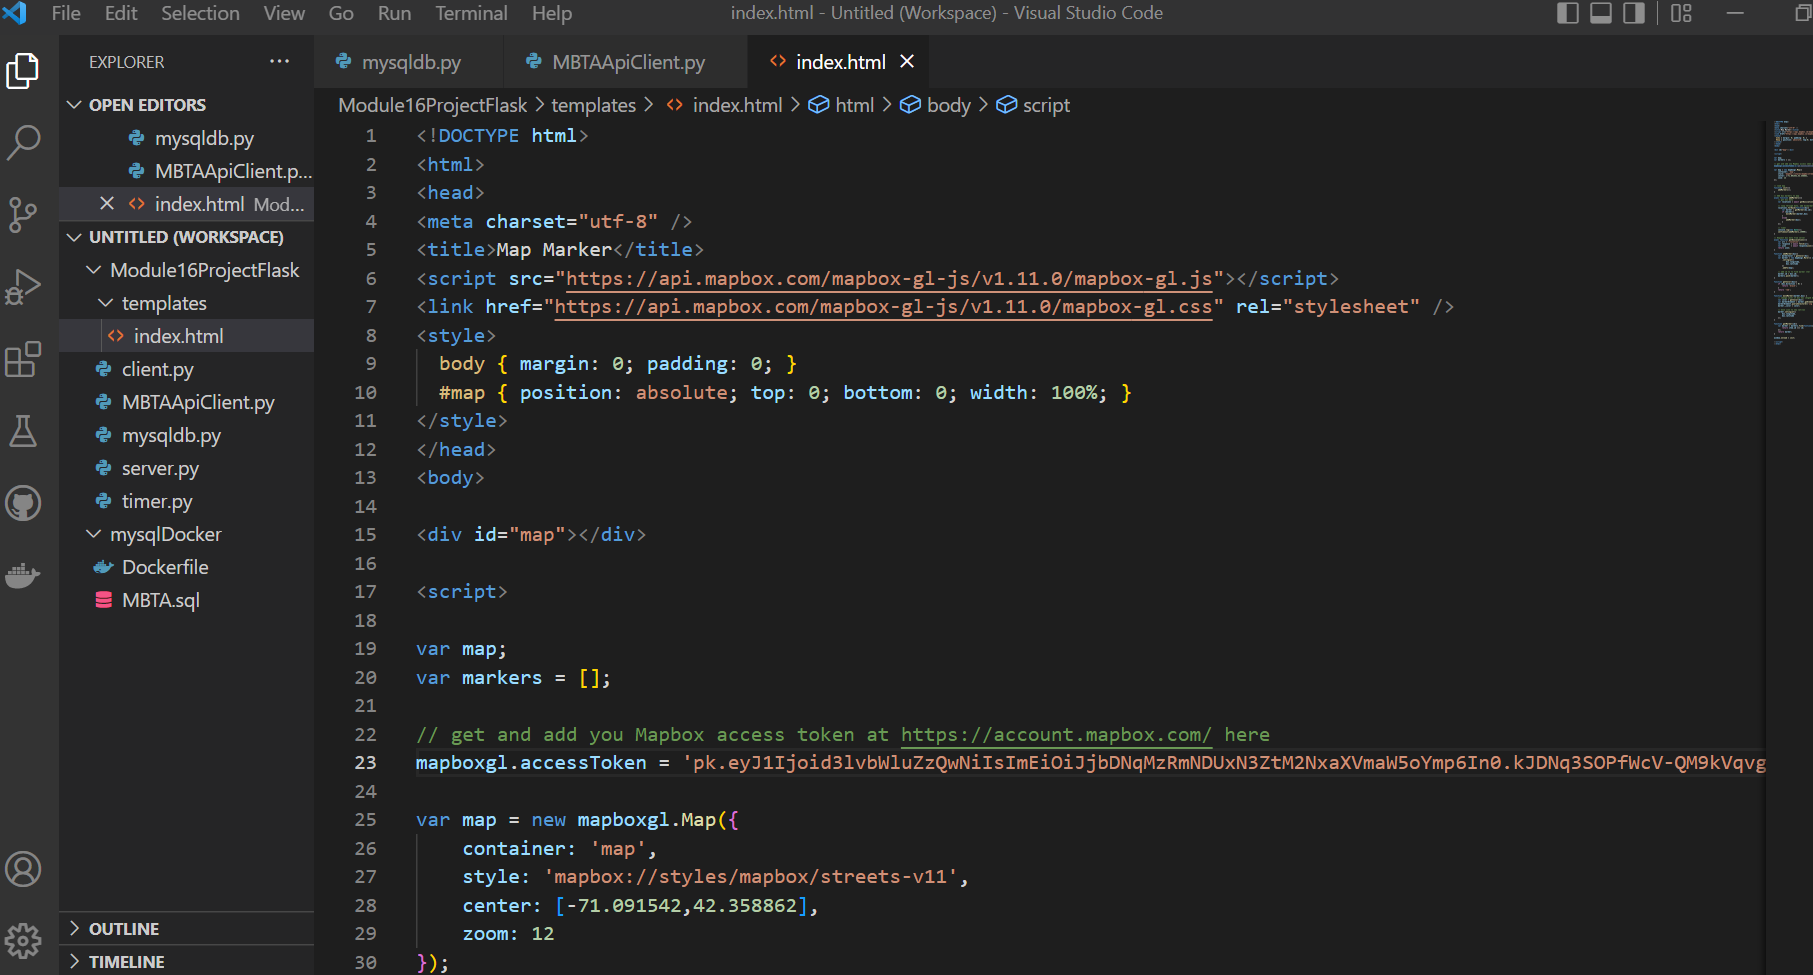 File Edit Selection View Go Run Terminal Help
index.html - Untitled (Workspace) - Visual Studio Code
EXPLORER ···
OPEN EDITORS
mysqldb.py
MBTAApiClient.p...
index.html Mod...
UNTITLED (WORKSPACE)
Module16ProjectFlask
templates
index.html
client.py
MBTAApiClient.py
mysqldb.py
server.py
timer.py
mysqlDocker
Dockerfile
MBTA.sql
OUTLINE
TIMELINE
mysqldb.py MBTAApiClient.py index.html
Module16ProjectFlask > templates > index.html > html > body > script
1 <!DOCTYPE html>
2 <html>
3 <head>
4 <meta charset="utf-8" />
5 <title>Map Marker</title>
6 <script src="https://api.mapbox.com/mapbox-gl-js/v1.11.0/mapbox-gl.js"></script>
7 <link href="https://api.mapbox.com/mapbox-gl-js/v1.11.0/mapbox-gl.css" rel="stylesheet" />
8 <style>
9 body { margin: 0; padding: 0; }
10 #map { position: absolute; top: 0; bottom: 0; width: 100%; }
11 </style>
12 </head>
13 <body>
14
15 <div id="map"></div>
16
17 <script>
18
19 var map;
20 var markers = [];
21
22 // get and add you Mapbox access token at https://account.mapbox.com/ here
23 mapboxgl.accessToken = 'pk.eyJ1Ijoid3lvbWluZzQwNiIsImEiOiJjbDNqMzRmNDUxN3ZtM2NxaXVmaW5oYmp6In0.kJDNq3SOPfWcV-QM9kVqvg
24
25 var map = new mapboxgl.Map({
26 container: 'map',
27 style: 'mapbox://styles/mapbox/streets-v11',
28 center: [-71.091542,42.358862],
29 zoom: 12
30 });